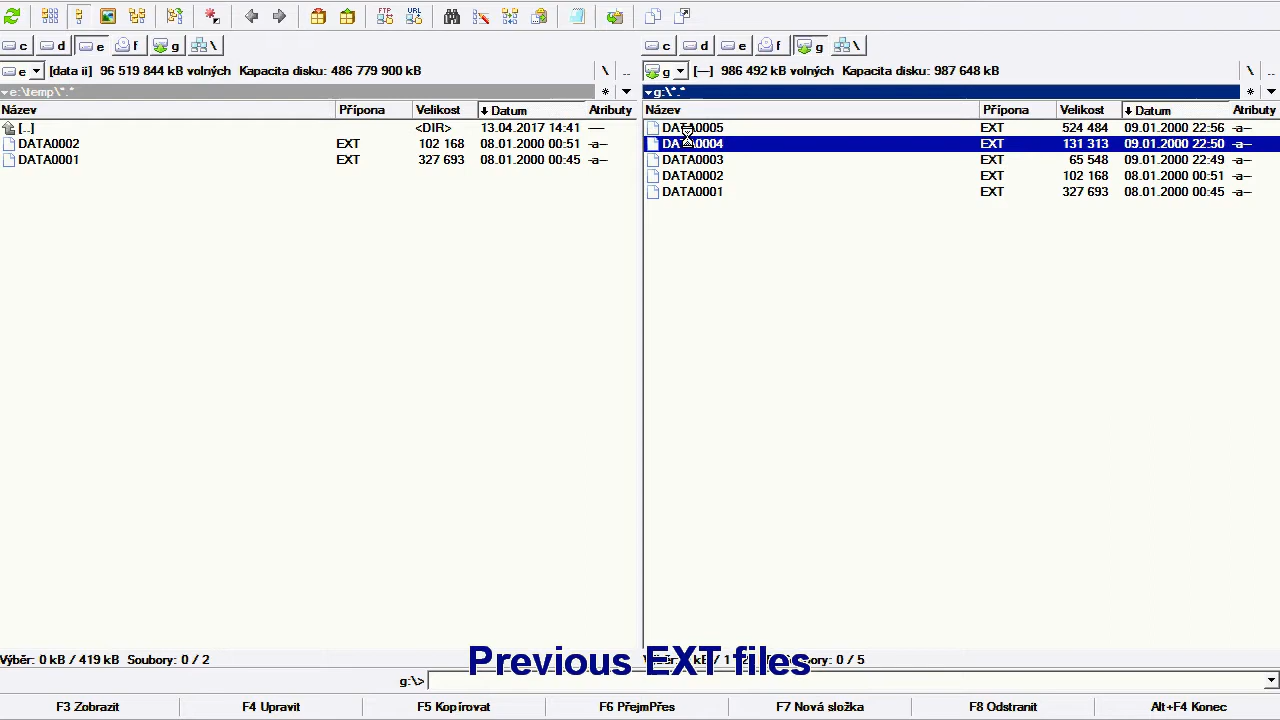 FTP URL
c d e f g \
c d e f g \
e [data ii] 96 519 844 kB volných Kapacita disku: 486 779 900 kB \ ..
g [—] 986 492 kB volných Kapacita disku: 987 648 kB \ ..
e:\temp\*.* *
g:\*.* *
Název Přípona Velikost Datum Atributy
[..] <DIR> 13.04.2017 14:41 —
DATA0002 EXT 102 168 08.01.2000 00:51 -a--
DATA0001 EXT 327 693 08.01.2000 00:45 -a--
Název Přípona Velikost Datum Atributy
DATA0005 EXT 524 484 09.01.2000 22:56 -a--
DATA0004 EXT 131 313 09.01.2000 22:50 -a--
DATA0003 EXT 65 548 09.01.2000 22:49 -a--
DATA0002 EXT 102 168 08.01.2000 00:51 -a--
DATA0001 EXT 327 693 08.01.2000 00:45 -a--
Výběr: 0 kB / 419 kB Soubory: 0 / 2
0 / 5
Previous EXT files
g:\>
F3 Zobrazit F4 Upravit F5 Kopírovat F6 PřejmPřes F7 Nová složka F8 Odstranit Alt+F4 Konec